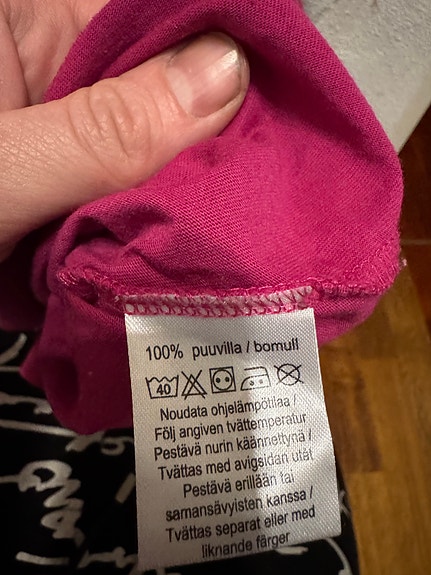 100% puuvilla / bomull
40
Noudata ohjelämpötilaa /
Följ angiven tvättemperatur
Pestävä nurin käännettynä /
Tvättas med avigsidan utåt
Pestävä erillään tai
samansävyisten kanssa /
Tvättas separat eller med
liknande färger